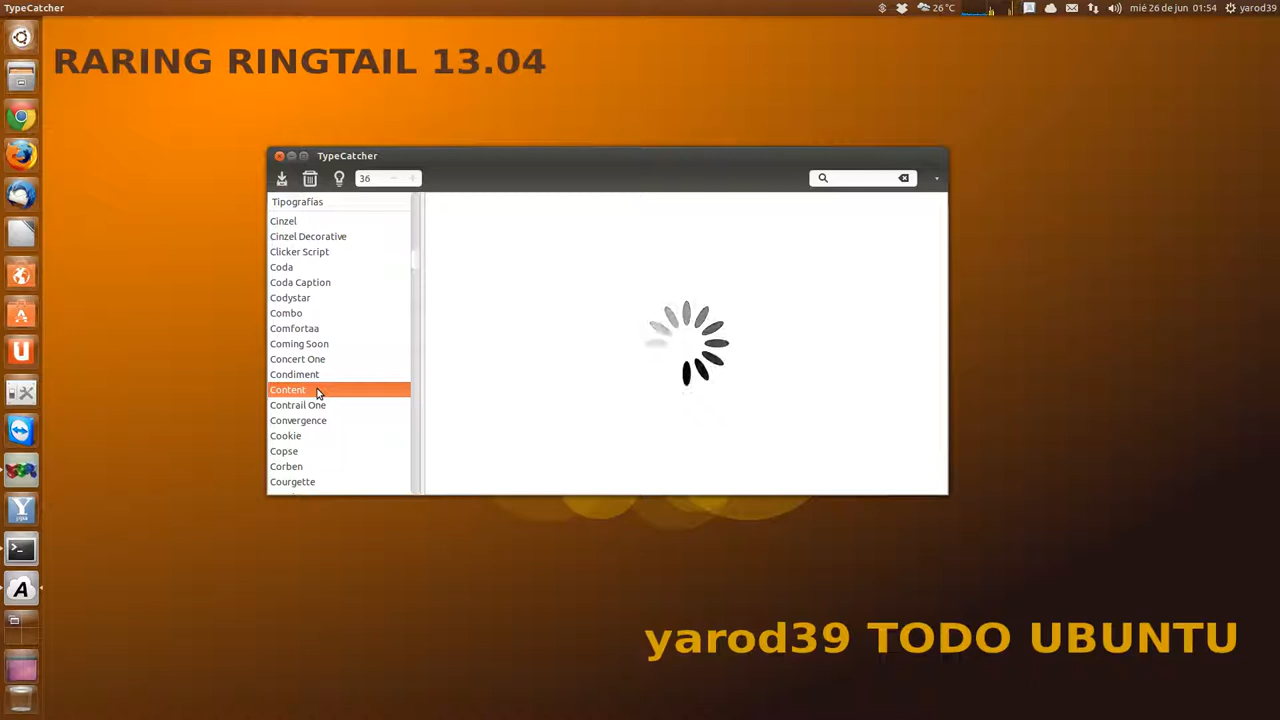 TypeCatcher
26 °C
mié 26 de jun 01:54
yarod39
RARING RINGTAIL 13.04
TypeCatcher
36
Tipografías
Cinzel
Cinzel Decorative
Clicker Script
Coda
Coda Caption
Codystar
Combo
Comfortaa
Coming Soon
Concert One
Condiment
Content
Contrail One
Convergence
Cookie
Copse
Corben
Courgette
yarod39 TODO UBUNTU